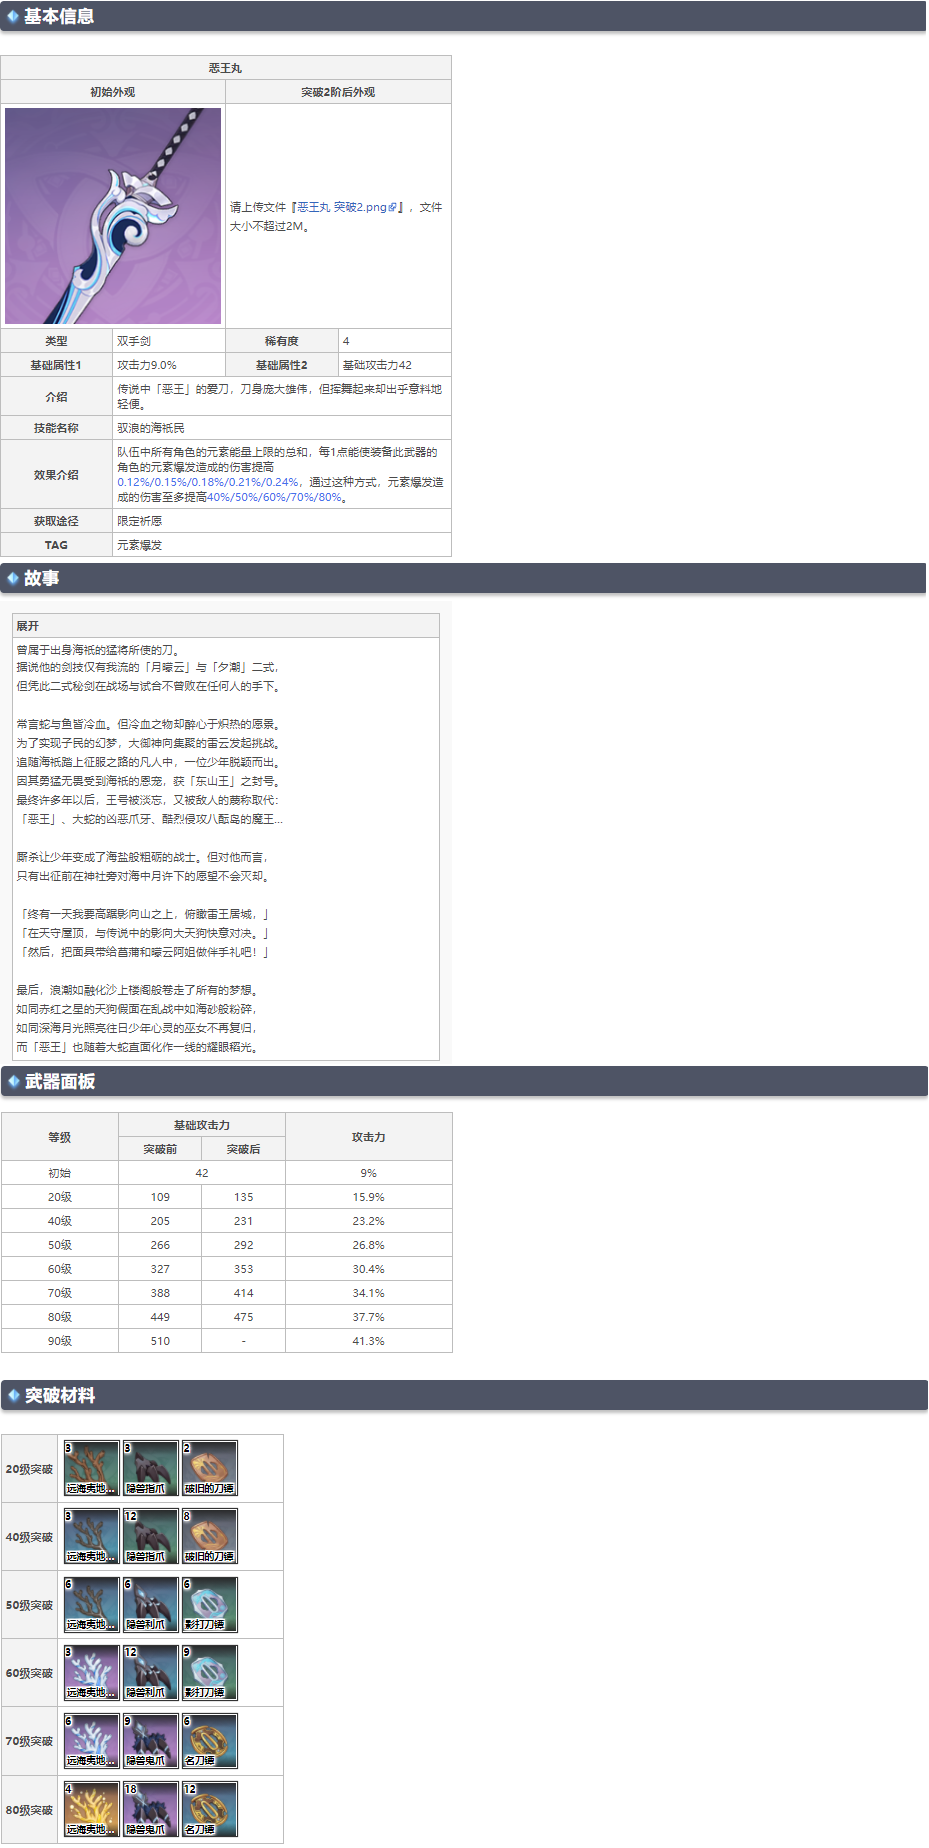 基本信息
恶王丸
初始外观 突破2阶后外观
请上传文件『恶王丸 突破2.png』，文件
大小不超过2M。
类型 双手剑 稀有度 4
基础属性1 攻击力9.0% 基础属性2 基础攻击力42
介绍 传说中「恶王」的爱刀，刀身庞大雄伟，但挥舞起来却出乎意料地
轻便。
技能名称 驭浪的海祇民
效果介绍 队伍中所有角色的元素能量上限的总和，每1点能使装备此武器的
角色的元素爆发造成的伤害提高
0.12%/0.15%/0.18%/0.21%/0.24%，通过这种方式，元素爆发造
成的伤害至多提高40%/50%/60%/70%/80%。
获取途径 限定祈愿
TAG 元素爆发
故事
展开
曾属于出身海祇的猛将所使的刀。
据说他的剑技仅有我流的「月曚云」与「夕潮」二式，
但凭此二式秘剑在战场与试合不曾败在任何人的手下。
常言蛇与鱼皆冷血。但冷血之物却醉心于炽热的愿景。
为了实现子民的幻梦，大御神向集聚的雷云发起挑战。
追随海祇踏上征服之路的凡人中，一位少年脱颖而出。
因其勇猛无畏受到海祇的恩宠，获「东山王」之封号。
最终许多年以后，王号被淡忘，又被敌人的蔑称取代：
「恶王」、大蛇的凶恶爪牙、酷烈侵攻八酝岛的魔王…
厮杀让少年变成了海盐般粗砺的战士。但对他而言，
只有出征前在神社旁对海中月许下的愿望不会灭却。
「终有一天我要高踞影向山之上，俯瞰雷王居城，」
「在天守屋顶，与传说中的影向大天狗快意对决。」
「然后，把面具带给菖蒲和曚云阿姐做伴手礼吧！」
最后，浪潮如融化沙上楼阁般卷走了所有的梦想。
如同赤红之星的天狗假面在乱战中如海砂般粉碎，
如同深海月光照亮往日少年心灵的巫女不再复归，
而「恶王」也随着大蛇直面化作一线的耀眼稻光。
武器面板
等级 基础攻击力 攻击力
突破前 突破后
初始 42 9%
20级 109 135 15.9%
40级 205 231 23.2%
50级 266 292 26.8%
60级 327 353 30.4%
70级 388 414 34.1%
80级 449 475 37.7%
90级 510 - 41.3%
突破材料
20级突破 3 远海夷地... 3 隐兽指爪 2 破旧的刀镡
40级突破 3 远海夷地... 12 隐兽指爪 8 破旧的刀镡
50级突破 6 远海夷地... 6 隐兽利爪 6 影打刀镡
60级突破 3 远海夷地... 12 隐兽利爪 9 影打刀镡
70级突破 6 远海夷地... 9 隐兽鬼爪 6 名刀镡
80级突破 4 远海夷地... 18 隐兽鬼爪 12 名刀镡